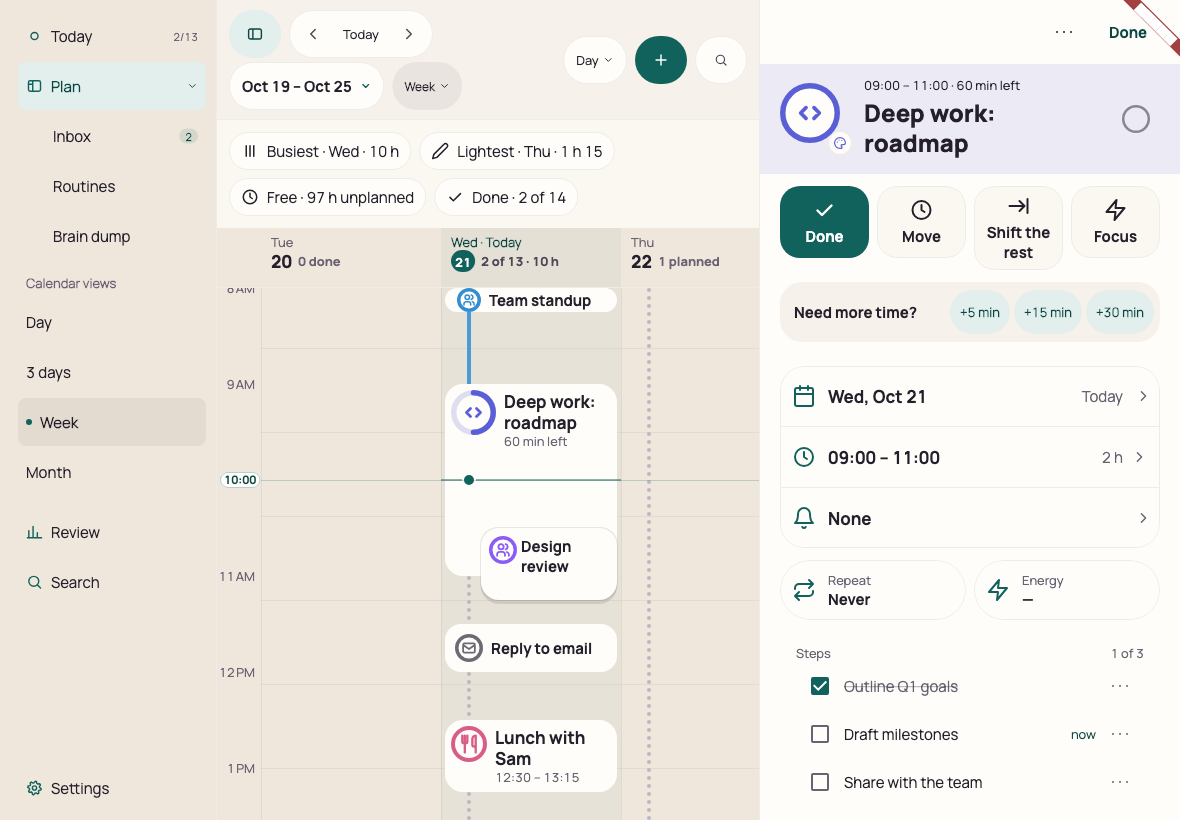 Today 2/13
Plan
Inbox 2
Routines
Brain dump
Calendar views
Day
3 days
Week
Month
Review
Search
Settings
Today
Oct 19 – Oct 25
Week
Day
Busiest · Wed · 10 h
Lightest · Thu · 1 h 15
Free · 97 h unplanned
Done · 2 of 14
Tue
20 0 done
Wed · Today
21 2 of 13 · 10 h
Thu
22 1 planned
8 AM
9 AM
10:00
11 AM
12 PM
1 PM
Team standup
Deep work:
roadmap
60 min left
Design
review
Reply to email
Lunch with
Sam
12:30 – 13:15
··· Done
09:00 – 11:00 · 60 min left
Deep work:
roadmap
Done
Move
Shift the
rest
Focus
Need more time? +5 min +15 min +30 min
Wed, Oct 21 Today
09:00 – 11:00 2 h
None
Repeat
Never
Energy
—
Steps 1 of 3
Outline Q1 goals ···
Draft milestones now ···
Share with the team ···